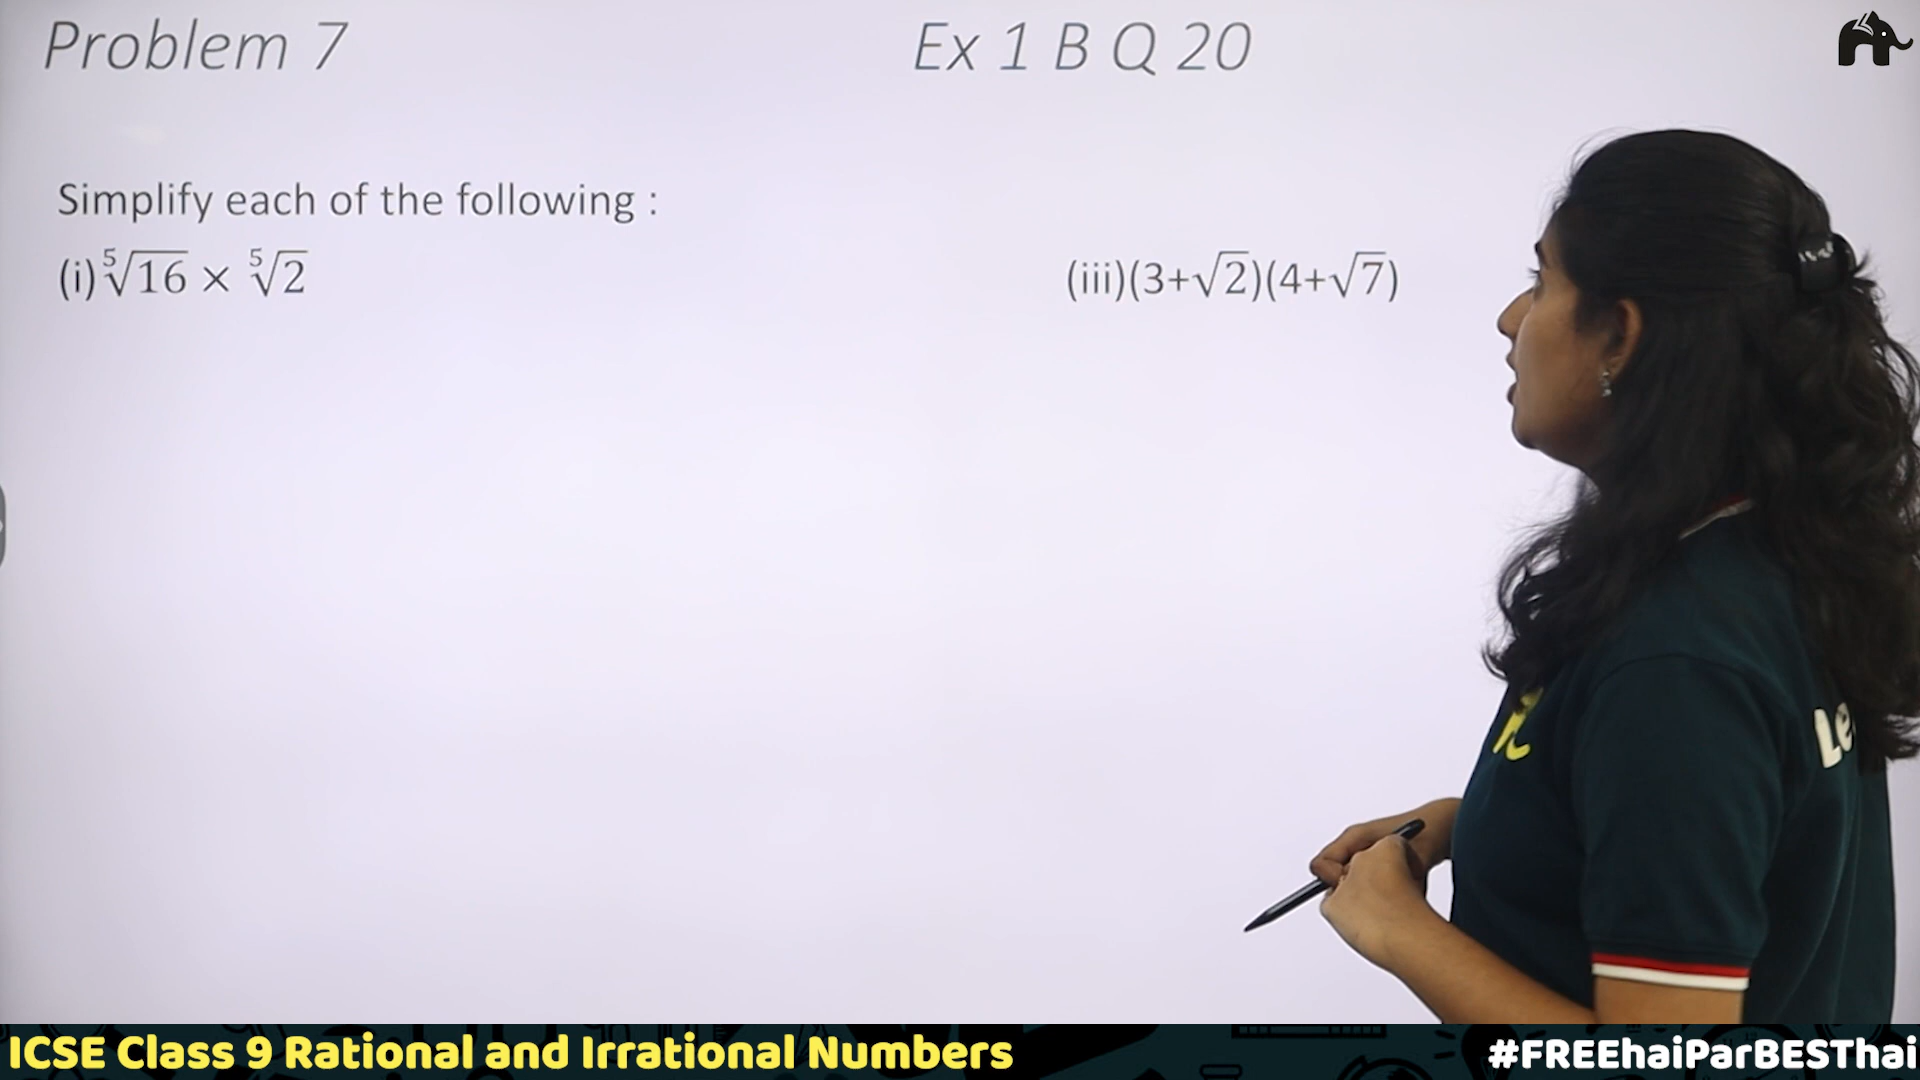 Problem 7
Ex 1 B Q 20
Simplify each of the following :
(i) ⁵√16 × ⁵√2
(iii)(3+√2)(4+√7)
Le
ICSE Class 9 Rational and Irrational Numbers
#FREEhaiParBESThai